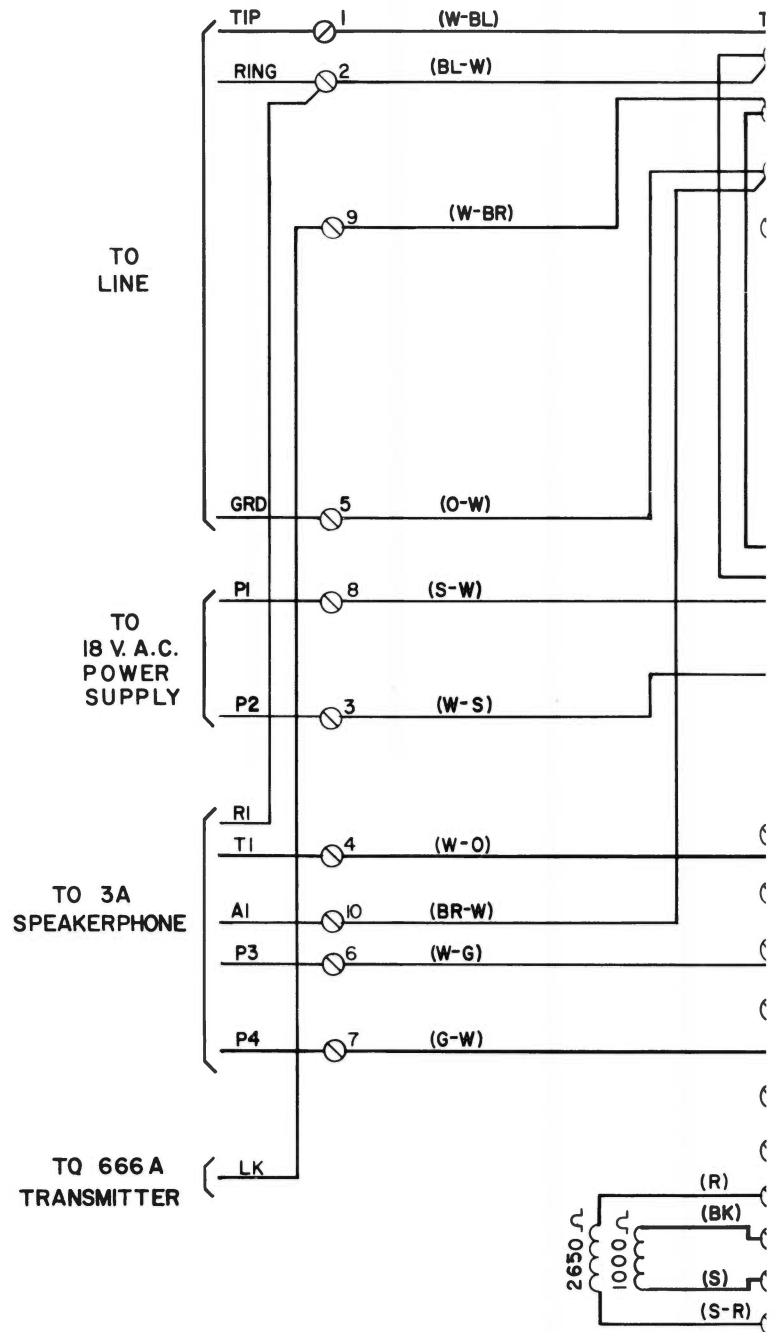 TIP 1 (W-BL) T
RING 2 (BL-W)
9 (W-BR)
TO
LINE
GRD 5 (O-W)
P1 8 (S-W)
TO
18 V. A.C.
POWER
SUPPLY
P2 3 (W-S)
R1
T1 4 (W-O)
TO 3A
SPEAKERPHONE
A1 10 (BR-W)
P3 6 (W-G)
P4 7 (G-W)
TO 666A
TRANSMITTER
LK
(R)
(BK)
2650Ω
1000Ω
(S)
(S-R)